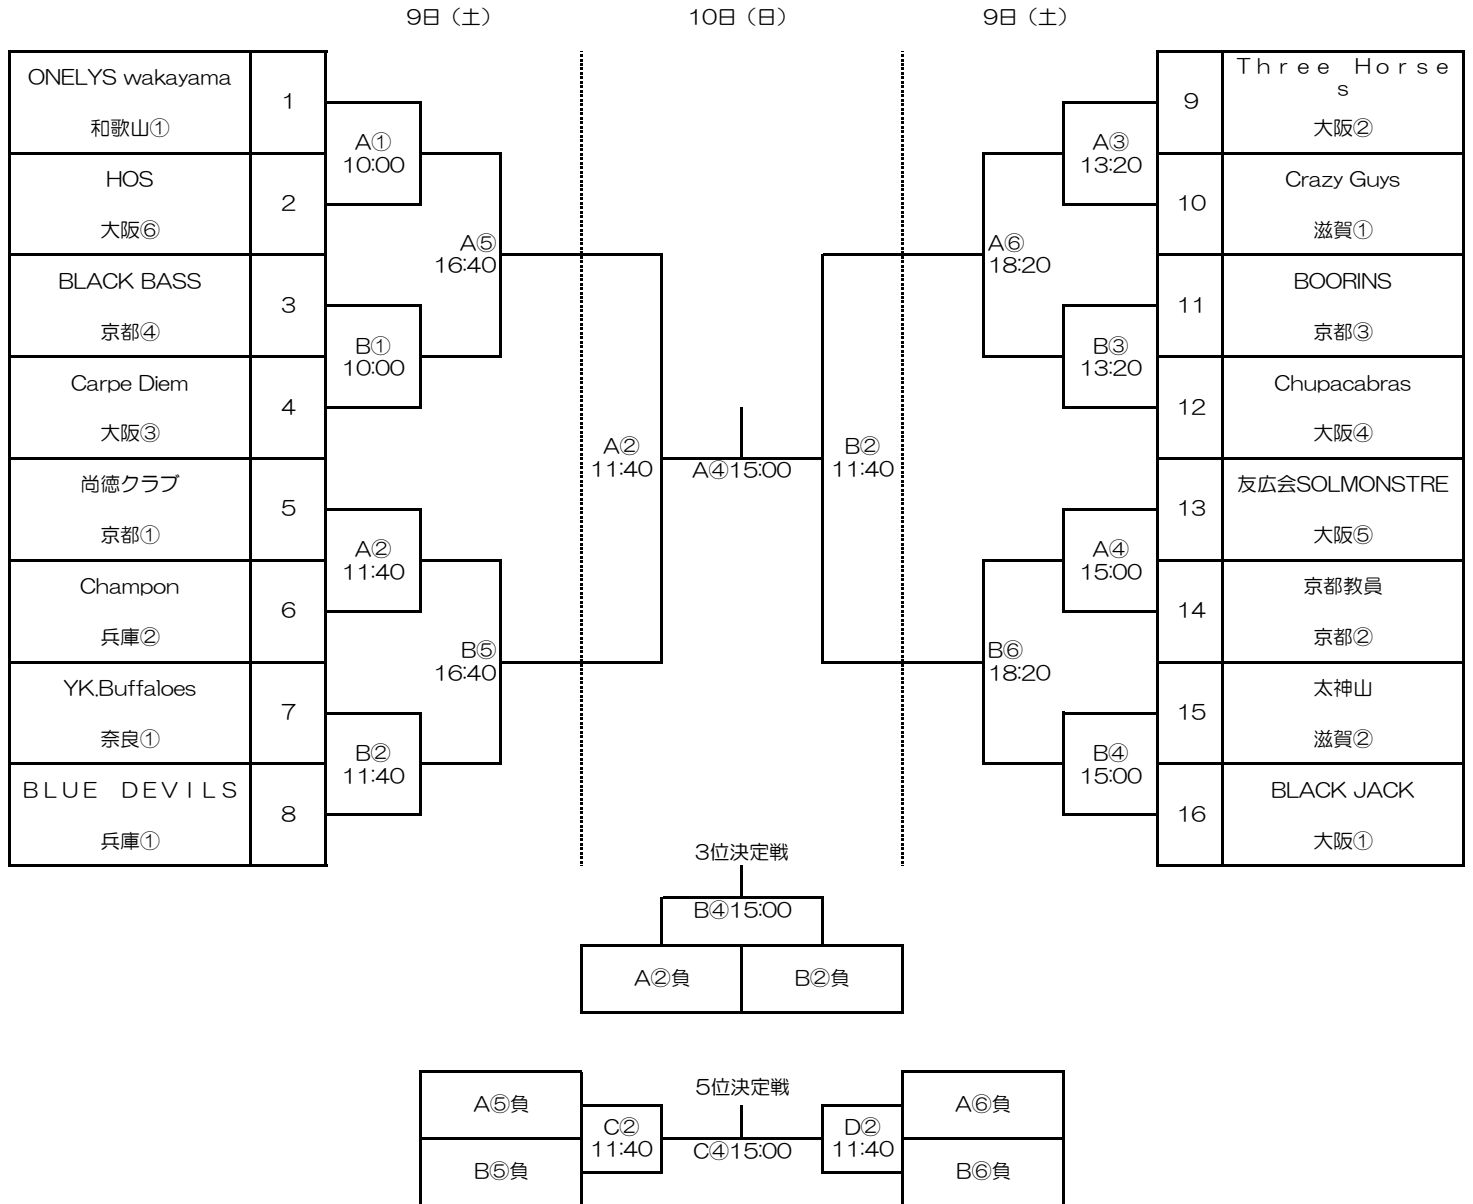 9日（土）
10日（日）
9日（土）
ONELYS wakayama
和歌山①
1
HOS
大阪⑥
2
BLACK BASS
京都④
3
Carpe Diem
大阪③
4
尚徳クラブ
京都①
5
Champon
兵庫②
6
YK.Buffaloes
奈良①
7
ＢＬＵＥ　ＤＥＶＩＬＳ
兵庫①
8
A①
10:00
B①
10:00
A②
11:40
B②
11:40
A⑤
16:40
B⑤
16:40
A②
11:40
A④15:00
B②
11:40
A⑥
18:20
B⑥
18:20
A③
13:20
B③
13:20
A④
15:00
B④
15:00
9
Ｔｈｒｅｅ　Ｈｏｒｓｅ
ｓ
大阪②
10
Crazy Guys
滋賀①
11
BOORINS
京都③
12
Chupacabras
大阪④
13
友広会SOLMONSTRE
大阪⑤
14
京都教員
京都②
15
太神山
滋賀②
16
BLACK JACK
大阪①
3位決定戦
B④15:00
A②負
B②負
5位決定戦
A⑤負
B⑤負
C②
11:40
C④15:00
D②
11:40
A⑥負
B⑥負